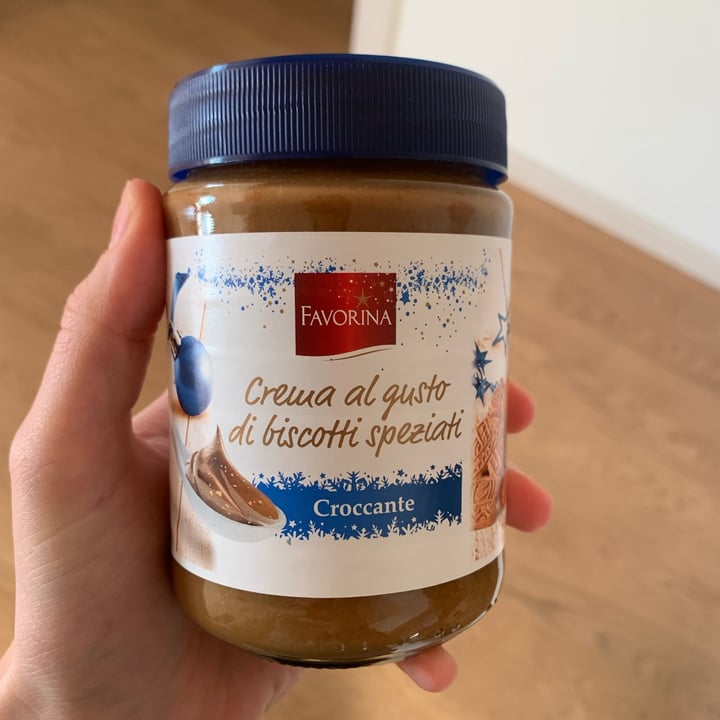 FAVORINA
Crema al gusto
di biscotti speziati
Croccante